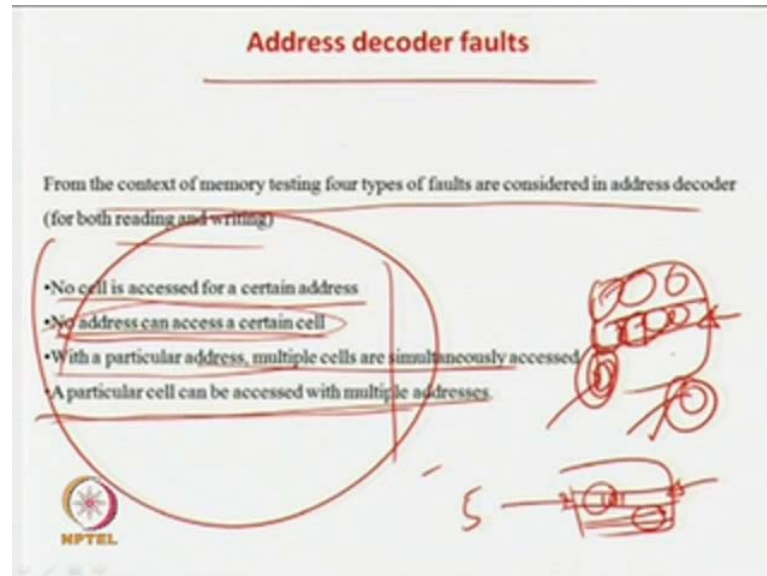 Address decoder faults
From the context of memory testing four types of faults are considered in address decoder
(for both reading and writing)
•No cell is accessed for a certain address
•No address can access a certain cell
•With a particular address, multiple cells are simultaneously accessed
•A particular cell can be accessed with multiple addresses.
5
NPTEL